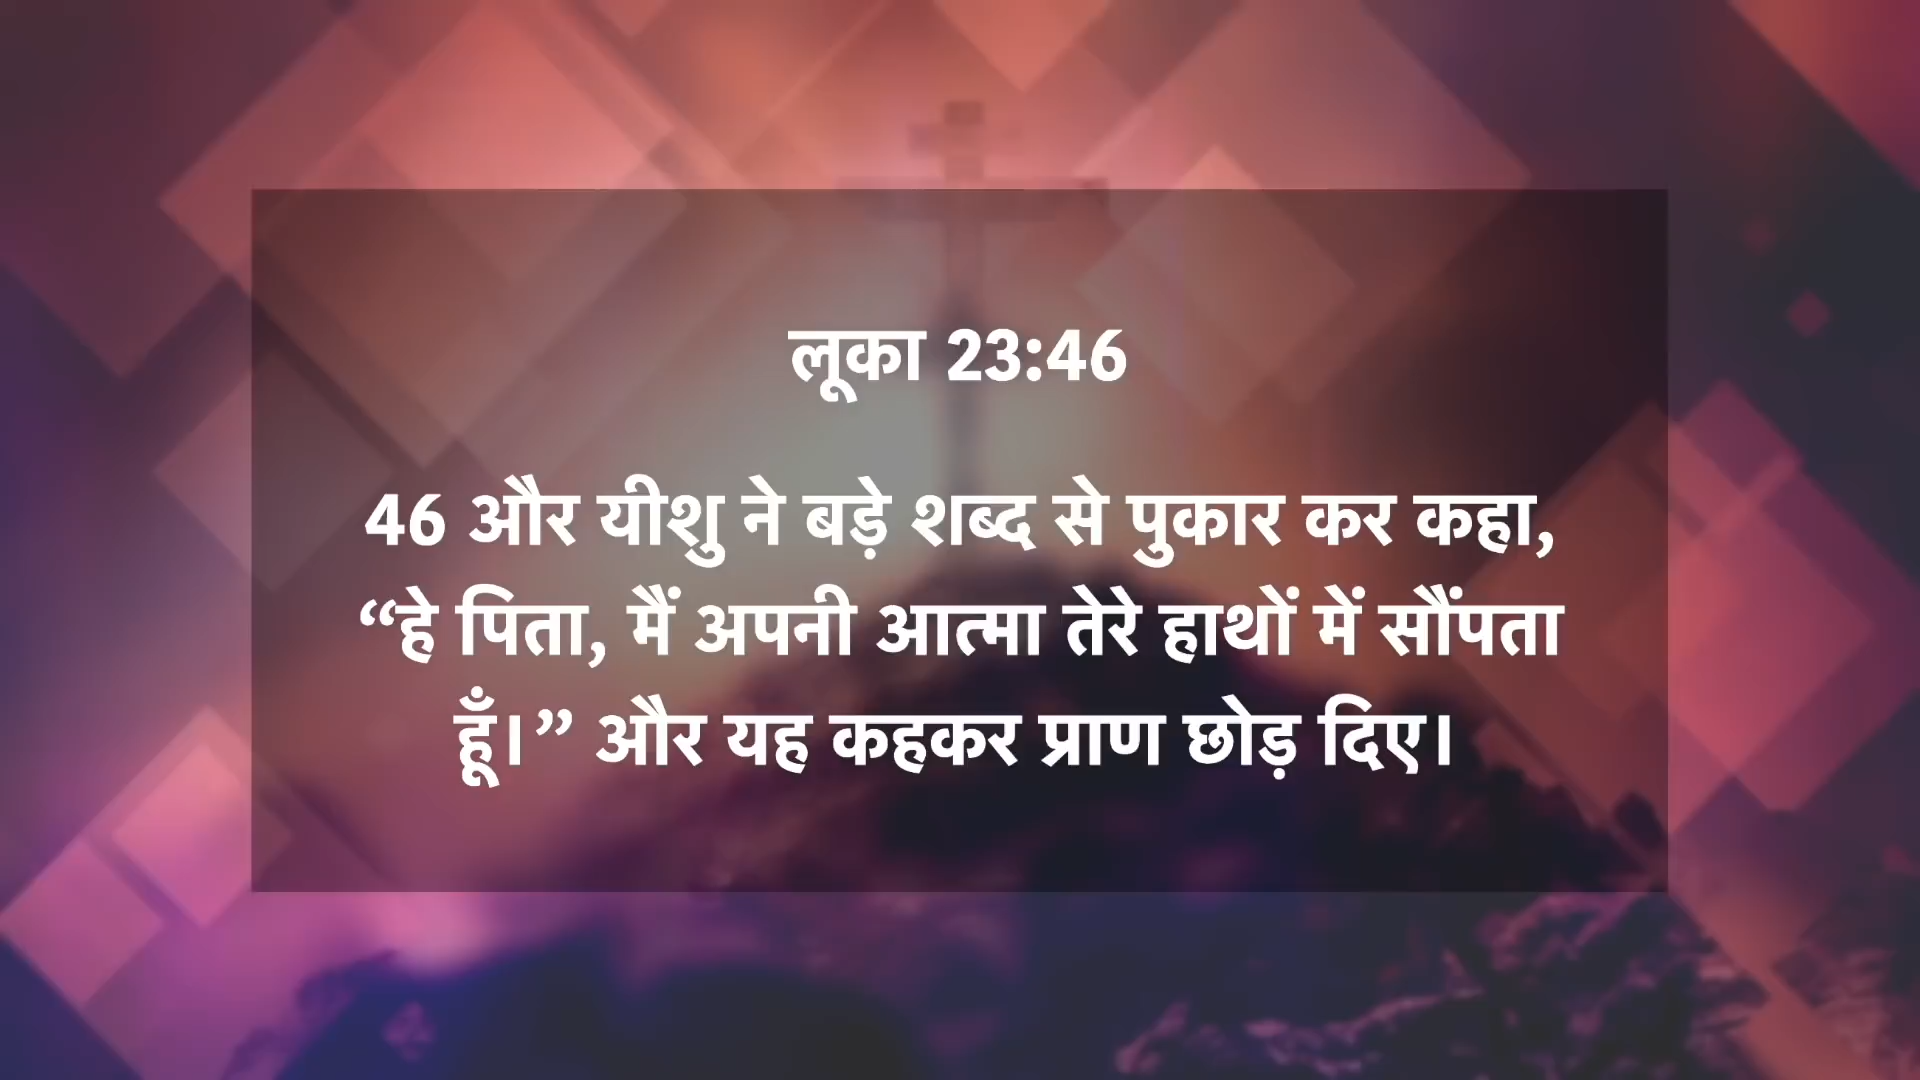 लूका 23:46
46 और यीशु ने बड़े शब्द से पुकार कर कहा,
“हे पिता, मैं अपनी आत्मा तेरे हाथों में सौंपता
हूँ।” और यह कहकर प्राण छोड़ दिए।